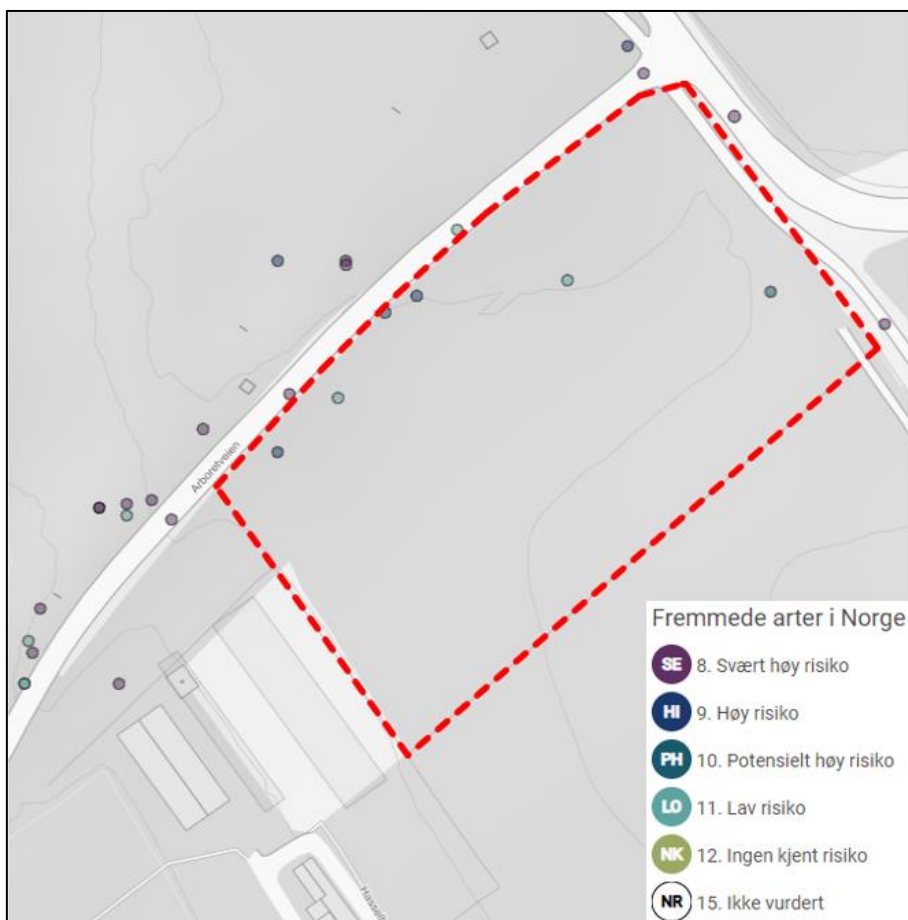 Arboretveien
Fremmede arter i Norge
SE 8. Svært høy risiko
HI 9. Høy risiko
PH 10. Potensielt høy risiko
LO 11. Lav risiko
NK 12. Ingen kjent risiko
NR 15. Ikke vurdert